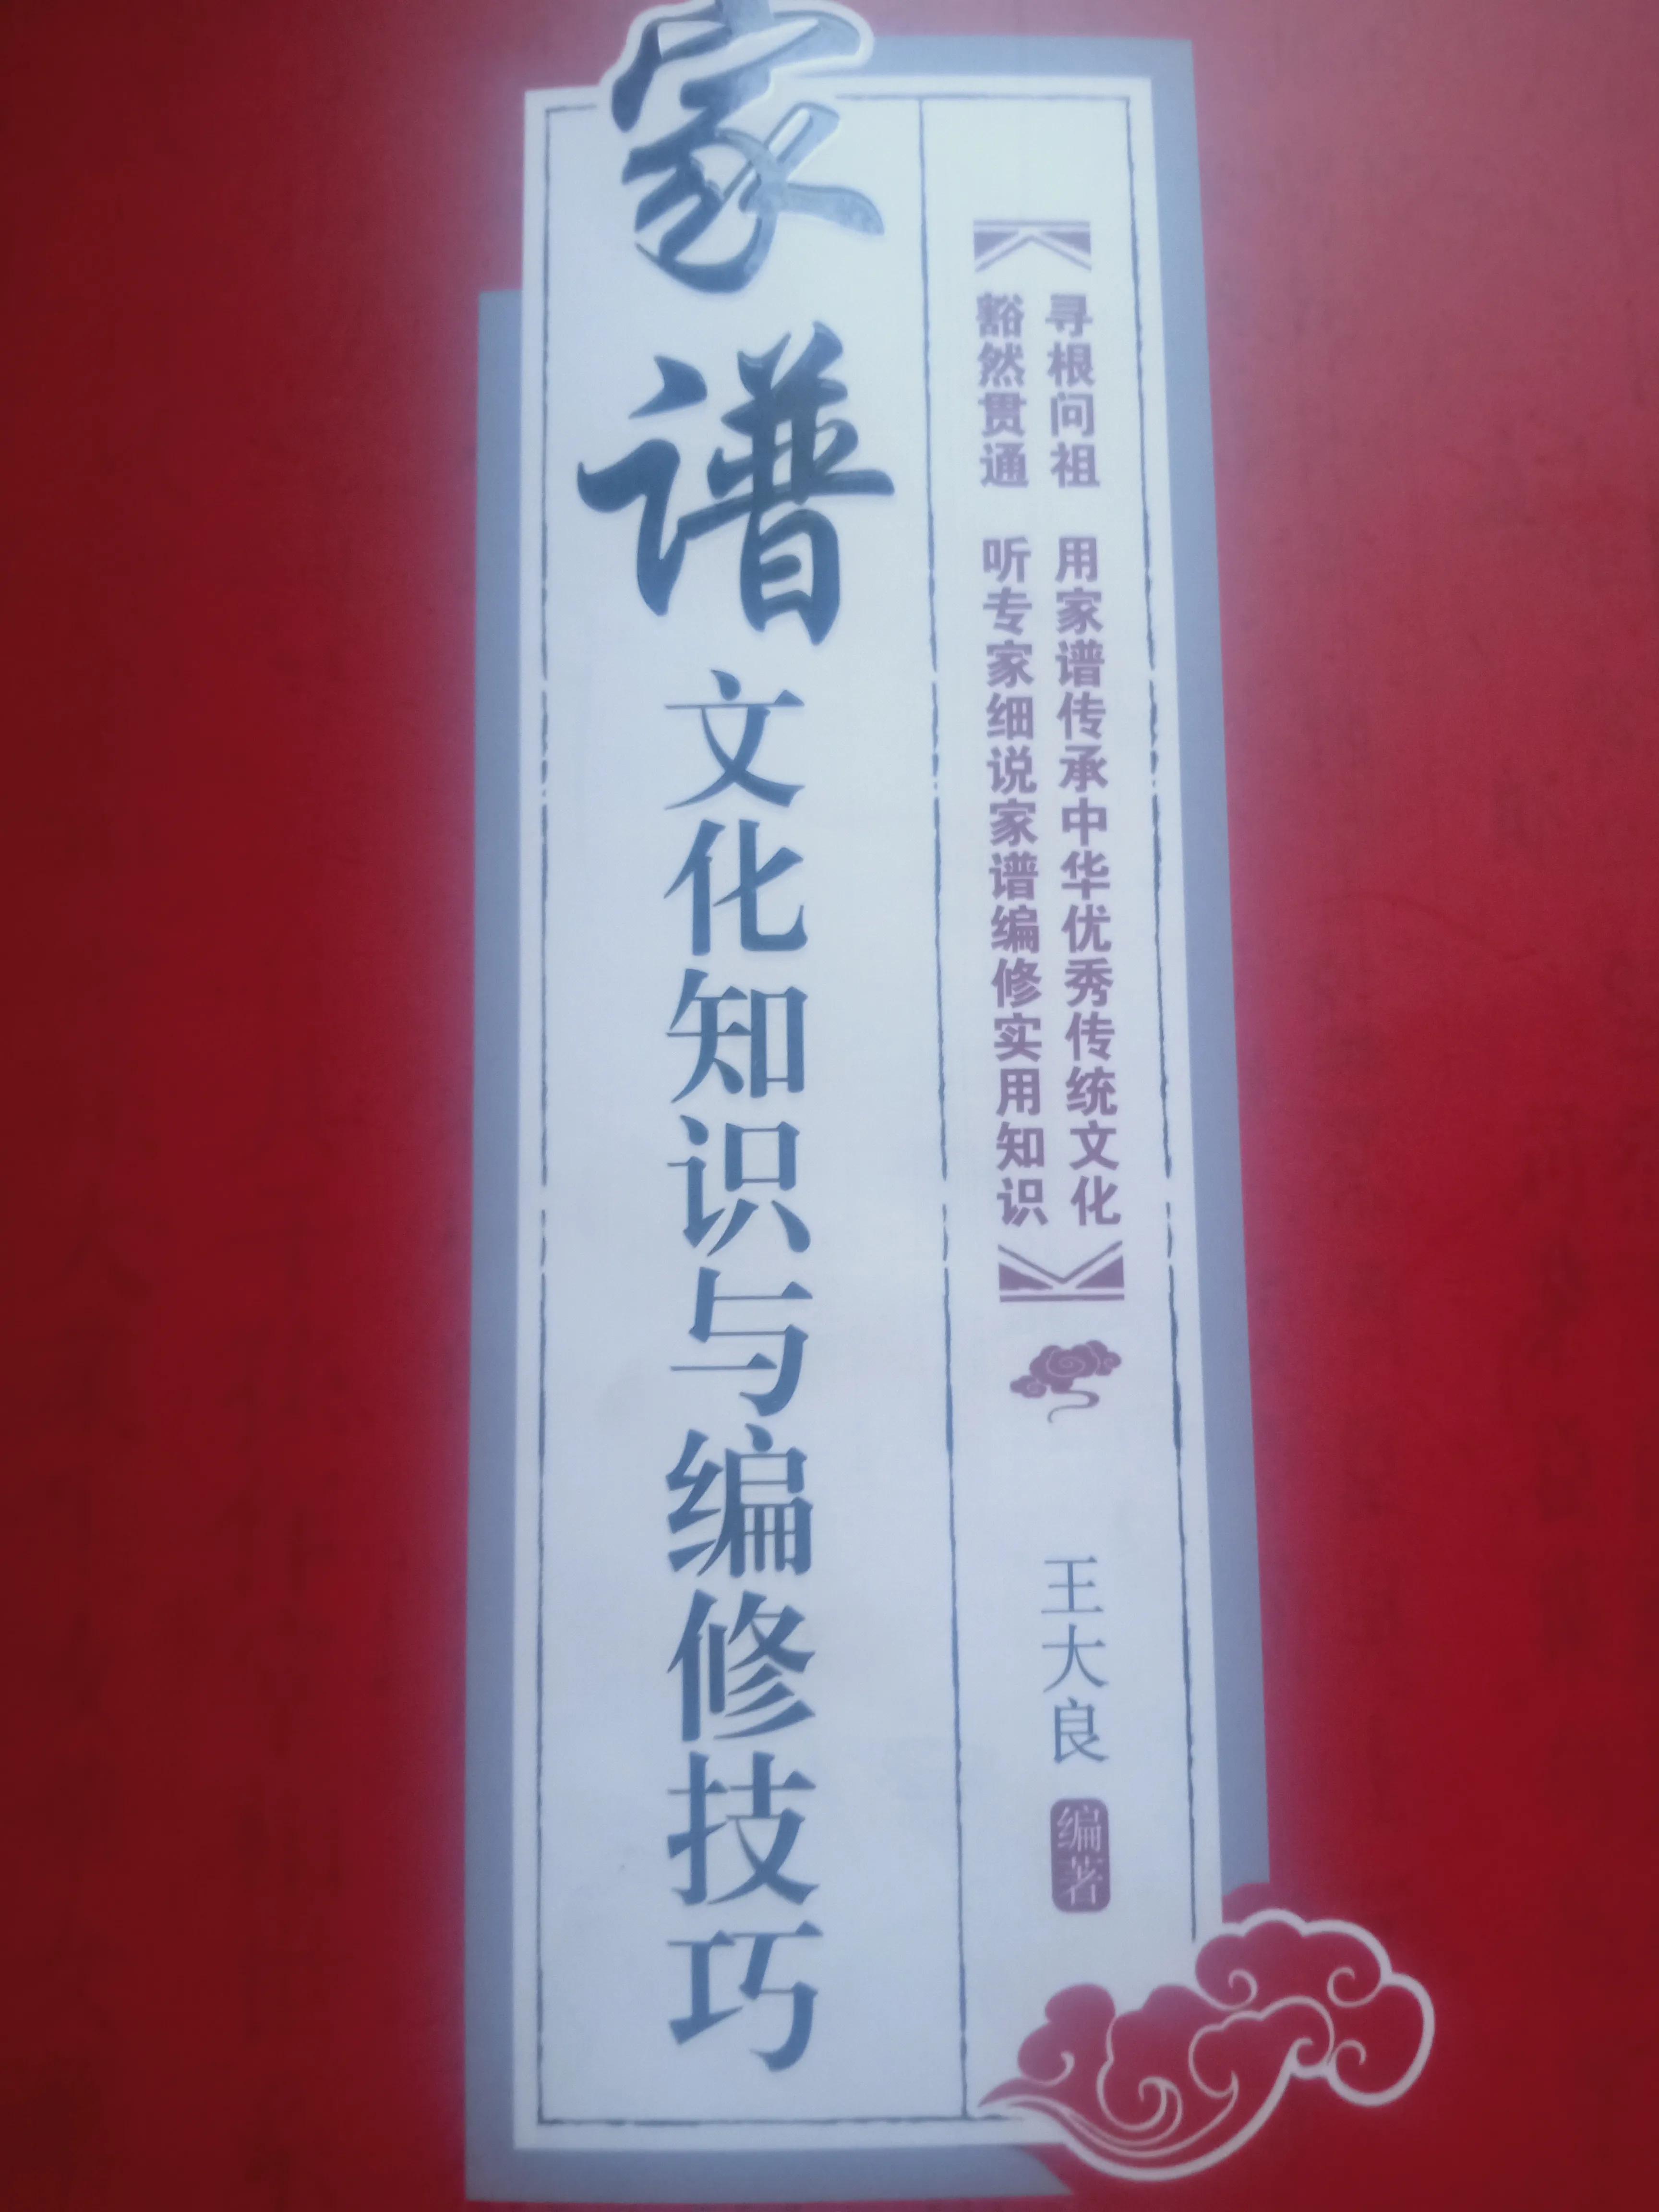 寻根问祖 用家谱传承中华优秀传统文化
豁然贯通 听专家细说家谱编修实用知识
王大良 编著
家谱文化知识与编修技巧